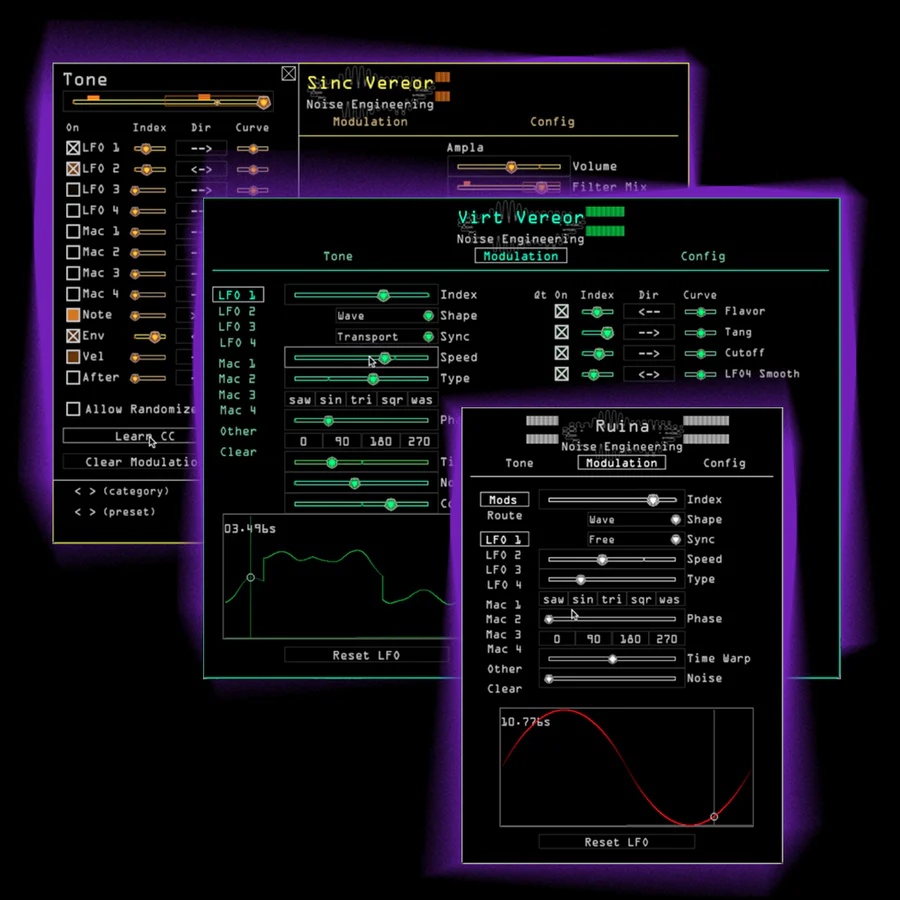 Tone
On Index Dir Curve
LFO 1 -->
LFO 2 <->
LFO 3 -->
LFO 4
Mac 1
Mac 2
Mac 3
Mac 4
Note
Env
Vel
After
Allow Randomize
Learn CC
Clear Modulatio
< > (category)
< > (preset)
Sinc Vereor
Noise Engineering
Modulation Config
Ampla
Volume
Filter Mix
Virt Vereor
Noise Engineering
Tone Modulation Config
LFO 1
LFO 2
LFO 3
LFO 4
Mac 1
Mac 2
Mac 3
Mac 4
Other
Clear
Index
Wave Shape
Transport Sync
Speed
Type
saw sin tri sqr was
Ph
0 90 180 270
Ti
No
Co
Qt On Index Dir Curve
<-- Flavor
--> Tang
--> Cutoff
<-> LFO4 Smooth
03.496s
Reset LFO
Ruina
Noise Engineering
Tone Modulation Config
Mods
Route
LFO 1
LFO 2
LFO 3
LFO 4
Mac 1
Mac 2
Mac 3
Mac 4
Other
Clear
Index
Wave Shape
Free Sync
Speed
Type
saw sin tri sqr was
Phase
0 90 180 270
Time Warp
Noise
10.776s
Reset LFO